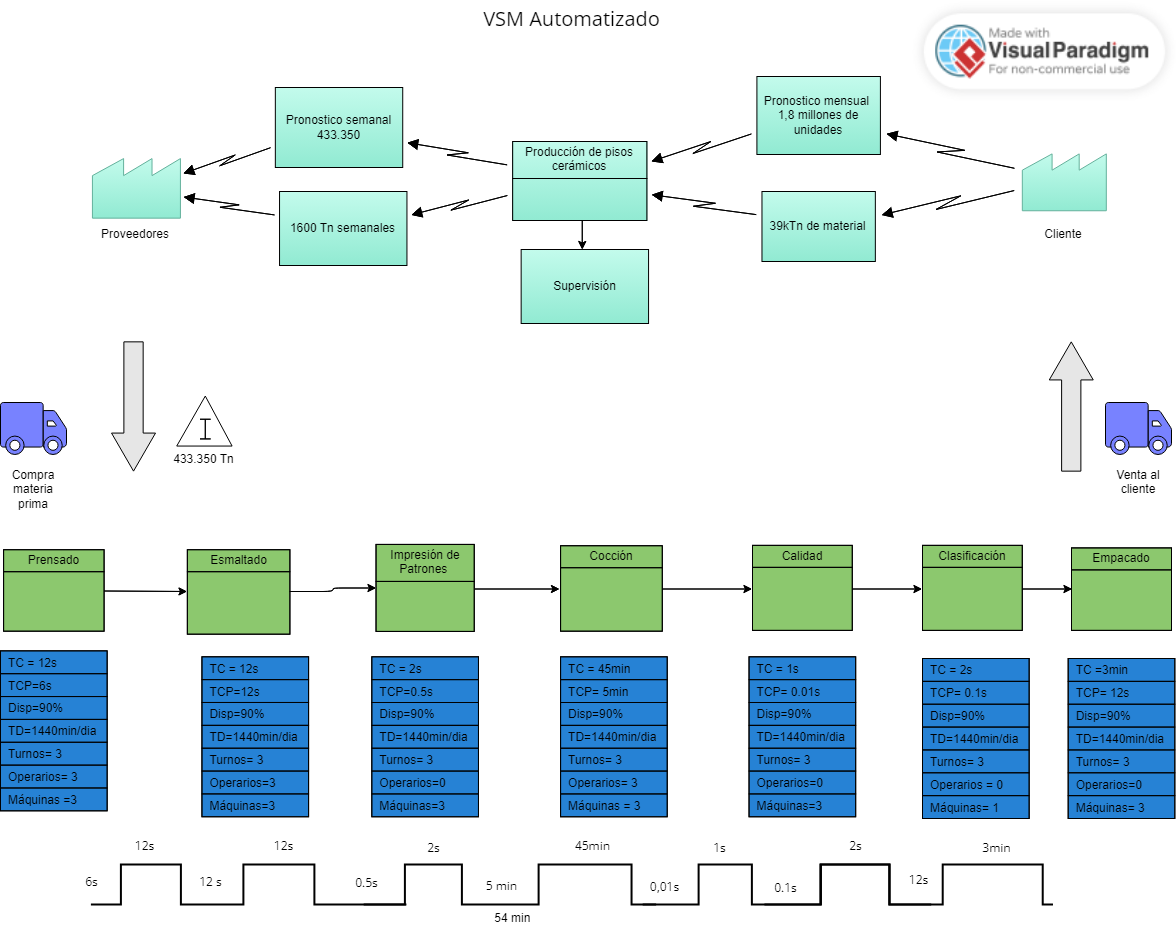 VSM Automatizado
Made with
VisualParadigm
For non-commercial use
Pronostico semanal
433.350
Producción de pisos
cerámicos
Pronostico mensual
1,8 millones de
unidades
Proveedores
1600 Tn semanales
39kTn de material
Cliente
Supervisión
Compra
materia
prima
433.350 Tn
Venta al
cliente
Prensado
Esmaltado
Impresión de
Patrones
Cocción
Calidad
Clasificación
Empacado
TC = 12s
TCP=6s
Disp=90%
TD=1440min/dia
Turnos= 3
Operarios= 3
Máquinas =3
TC = 12s
TCP=12s
Disp=90%
TD=1440min/dia
Turnos= 3
Operarios=3
Máquinas=3
TC = 2s
TCP=0.5s
Disp=90%
TD=1440min/dia
Turnos= 3
Operarios=0
Máquinas=3
TC = 45min
TCP= 5min
Disp=90%
TD=1440min/dia
Turnos= 3
Operarios= 3
Máquinas = 3
TC = 1s
TCP= 0.01s
Disp=90%
TD=1440min/dia
Turnos= 3
Operarios=0
Máquinas=3
TC = 2s
TCP= 0.1s
Disp=90%
TD=1440min/dia
Turnos= 3
Operarios = 0
Máquinas= 1
TC =3min
TCP= 12s
Disp=90%
TD=1440min/dia
Turnos= 3
Operarios=0
Máquinas= 3
12s
12s
2s
45min
1s
2s
3min
6s
12 s
0.5s
5 min
0,01s
0.1s
12s
54 min